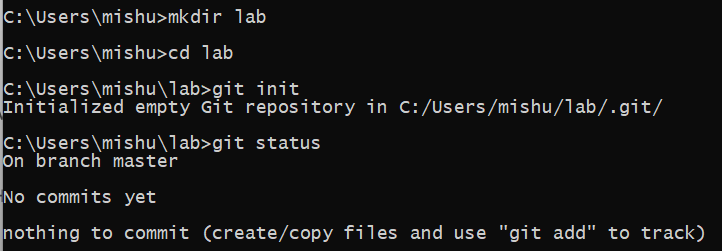 C:\Users\mishu>mkdir lab
C:\Users\mishu>cd lab
C:\Users\mishu\lab>git init
Initialized empty Git repository in C:/Users/mishu/lab/.git/
C:\Users\mishu\lab>git status
On branch master
No commits yet
nothing to commit (create/copy files and use "git add" to track)